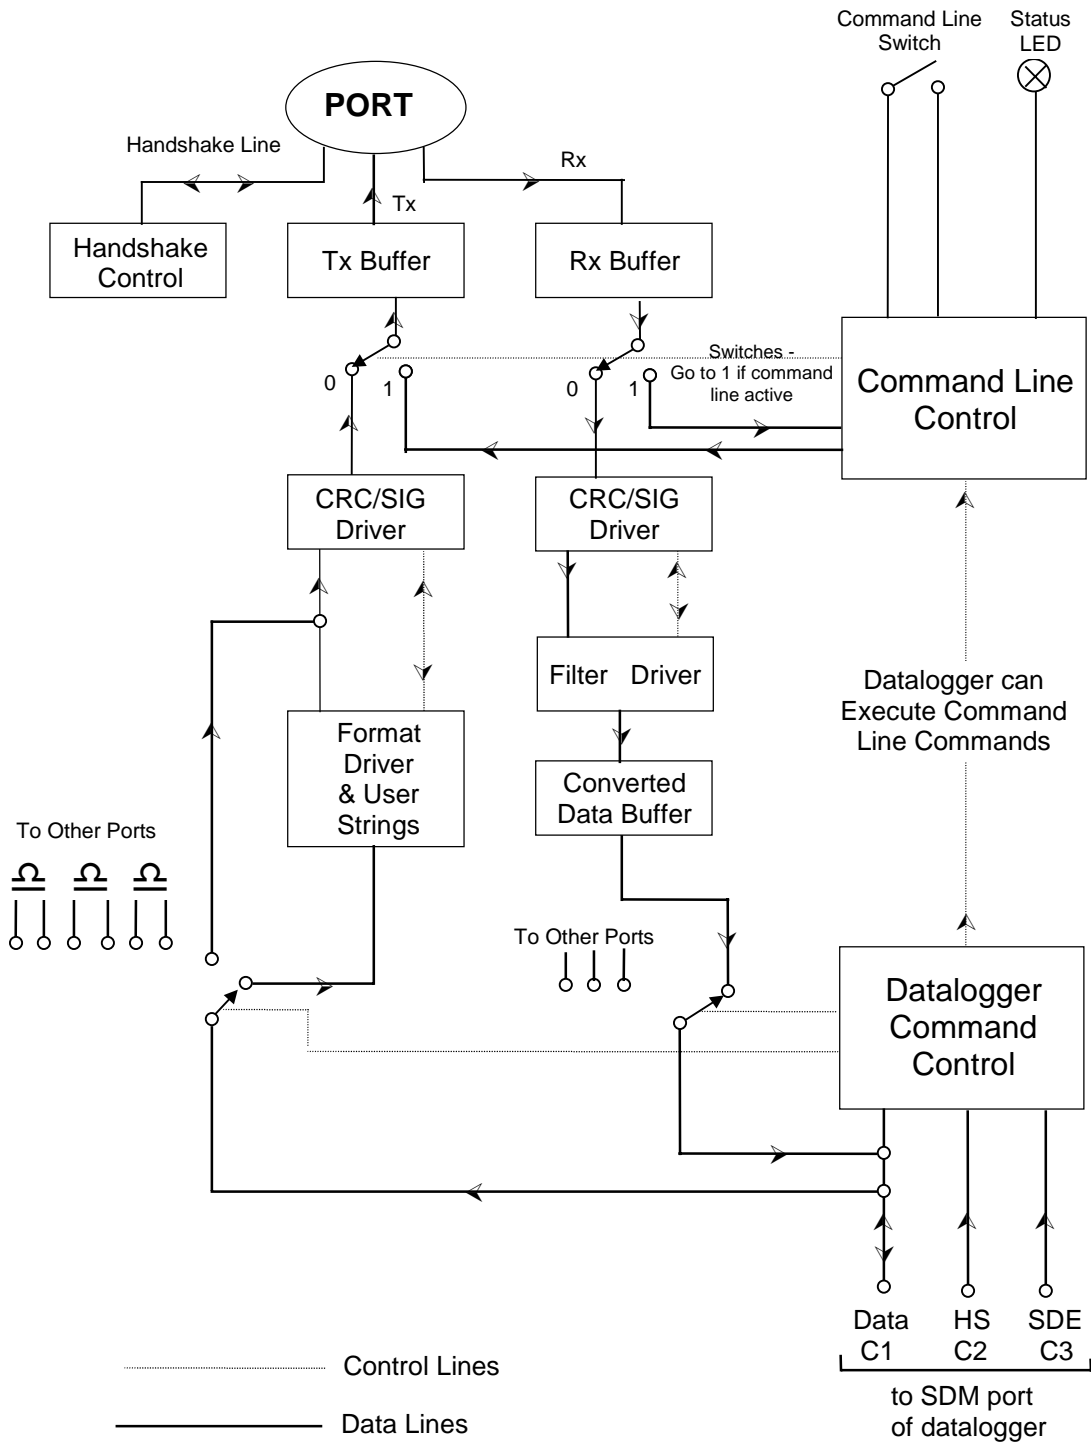 Command Line
Switch
Status
LED
PORT
Handshake Line
Rx
Tx
Handshake
Control
Tx Buffer
Rx Buffer
0
1
0
1
Switches -
Go to 1 if command
line active
Command Line
Control
CRC/SIG
Driver
CRC/SIG
Driver
Filter Driver
Format
Driver
& User
Strings
Converted
Data Buffer
Datalogger can
Execute Command
Line Commands
To Other Ports
♎ ♎ ♎
To Other Ports
Datalogger
Command
Control
Data
C1
HS
C2
SDE
C3
Control Lines
Data Lines
to SDM port
of datalogger